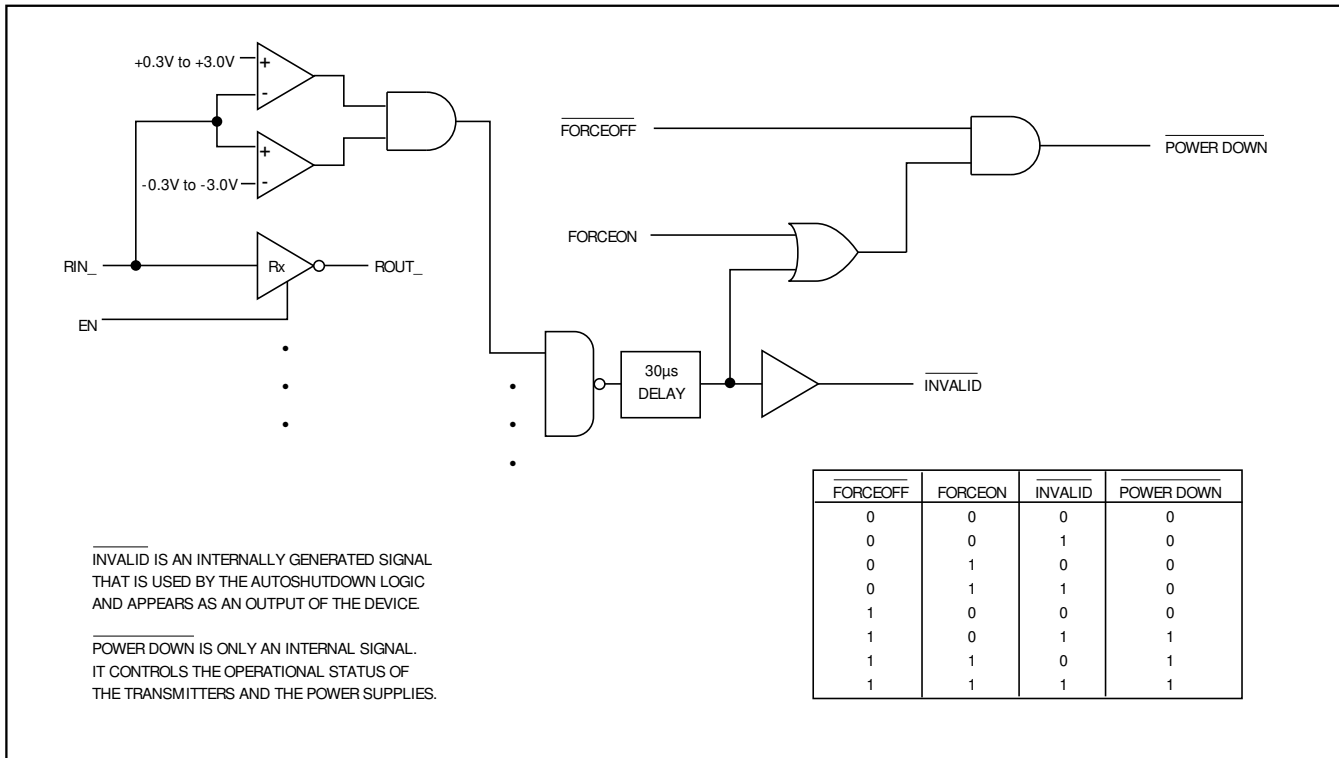 +0.3V to +3.0V
+
-
+
-
-0.3V to -3.0V
RIN_
Rx
ROUT_
EN
FORCEOFF
POWER DOWN
FORCEON
30µs
DELAY
INVALID
INVALID IS AN INTERNALLY GENERATED SIGNAL
THAT IS USED BY THE AUTOSHUTDOWN LOGIC
AND APPEARS AS AN OUTPUT OF THE DEVICE.
POWER DOWN IS ONLY AN INTERNAL SIGNAL.
IT CONTROLS THE OPERATIONAL STATUS OF
THE TRANSMITTERS AND THE POWER SUPPLIES.
FORCEOFF FORCEON INVALID POWER DOWN
0 0 0 0
0 0 1 0
0 1 0 0
0 1 1 0
1 0 0 0
1 0 1 1
1 1 0 1
1 1 1 1